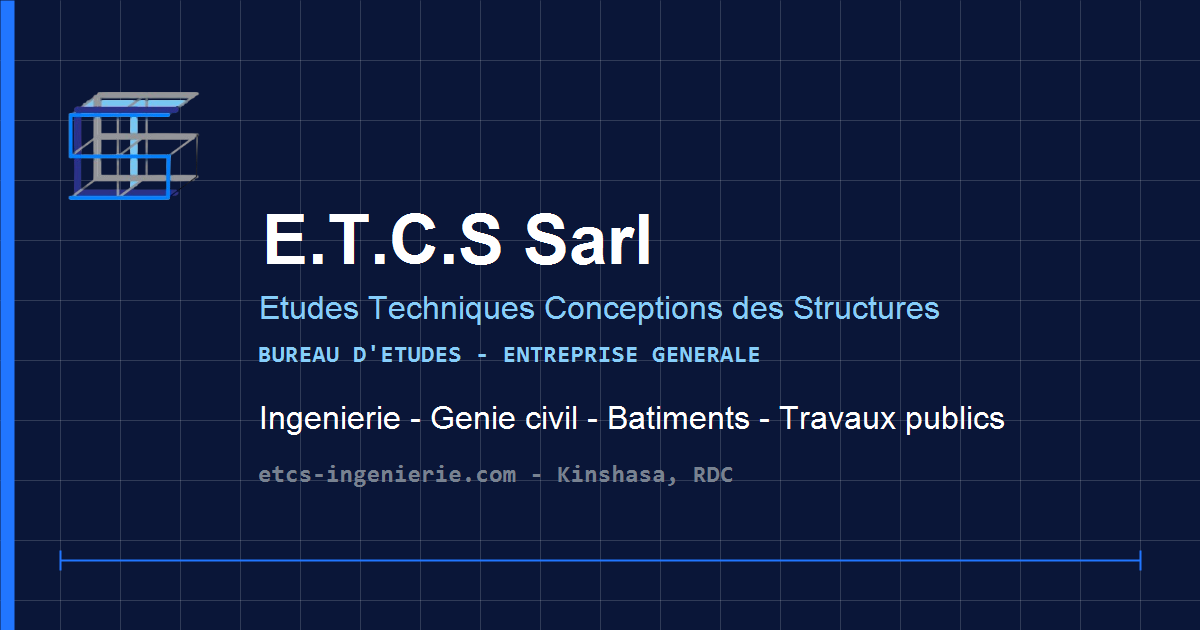 E.T.C.S Sarl
Etudes Techniques Conceptions des Structures
BUREAU D'ETUDES - ENTREPRISE GENERALE
Ingenierie - Genie civil - Batiments - Travaux publics
etcs-ingenierie.com - Kinshasa, RDC